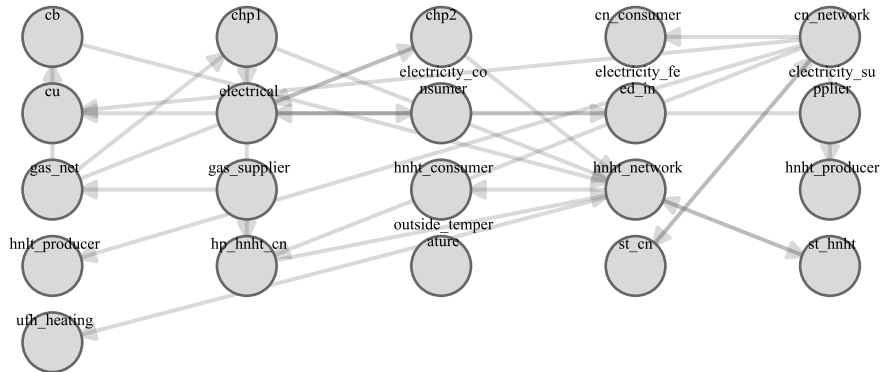 cb
chp1
chp2
cn_consumer
cn_network
cu
electrical
electricity_co
nsumer
electricity_fe
ed_in
electricity_su
pplier
gas_net
gas_supplier
hnht_consumer
hnht_network
hnht_producer
hnlt_producer
hp_hnht_cn
outside_temper
ature
st_cn
st_hnht
ufh_heating